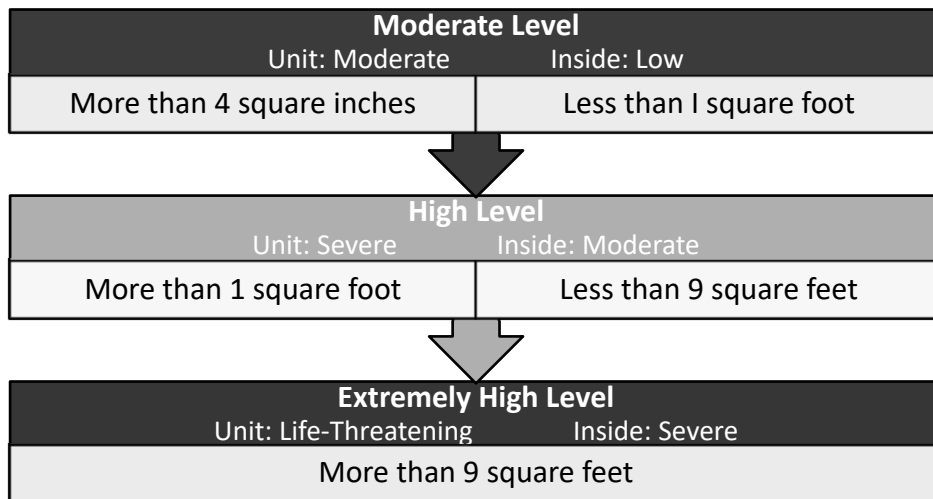 Moderate Level
Unit: Moderate Inside: Low
More than 4 square inches Less than I square foot
High Level
Unit: Severe Inside: Moderate
More than 1 square foot Less than 9 square feet
Extremely High Level
Unit: Life-Threatening Inside: Severe
More than 9 square feet